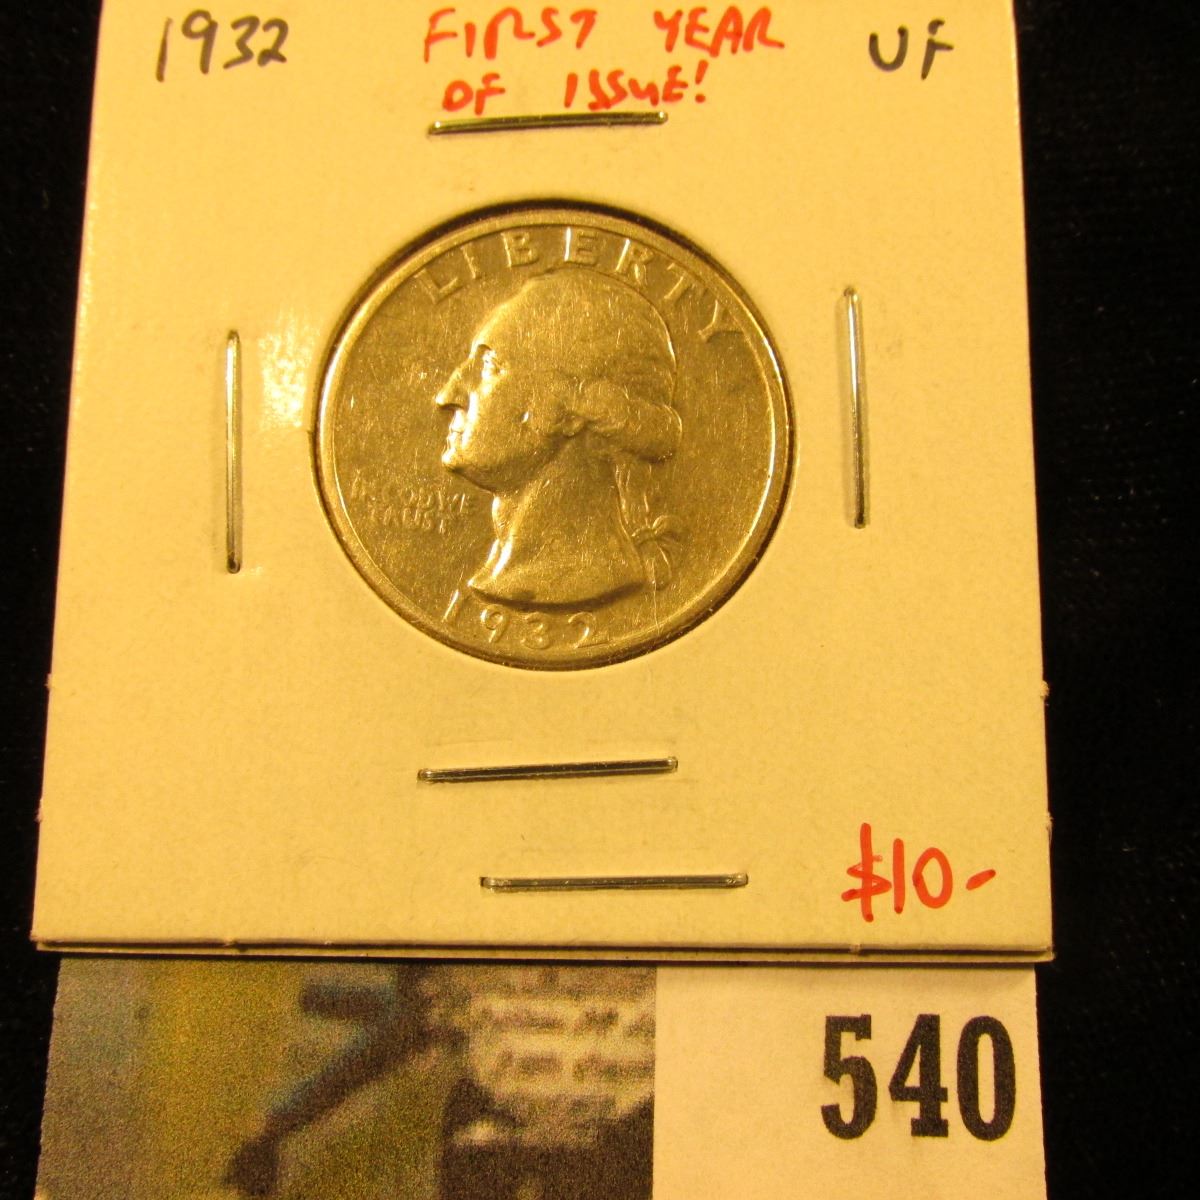 1932 FIRST YEAR VF
OF ISSUE!
LIBERTY
IN GOD WE
TRUST
1932
$10-
540